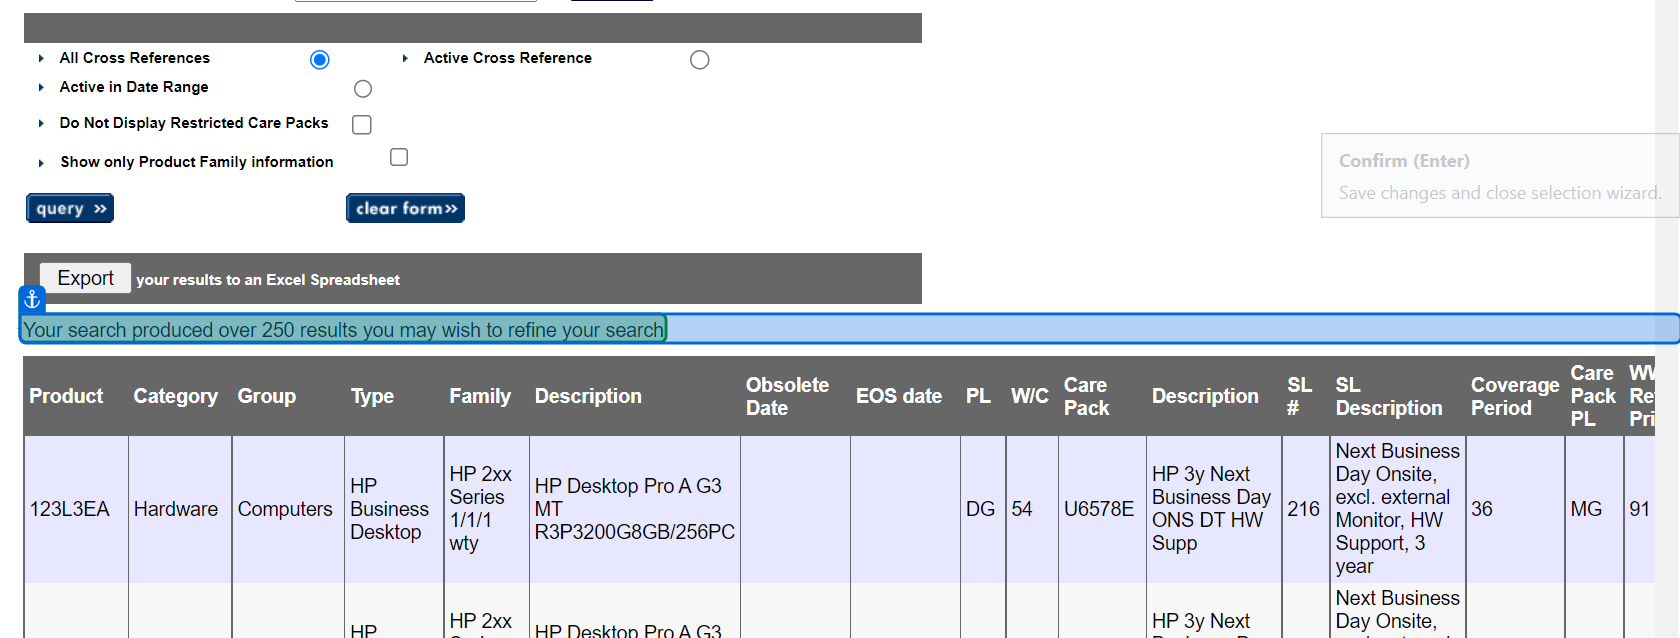 All Cross References
Active Cross Reference
Active in Date Range
Do Not Display Restricted Care Packs
Show only Product Family information
query »
clear form»
Confirm (Enter)
Save changes and close selection wizard.
Export your results to an Excel Spreadsheet
Your search produced over 250 results you may wish to refine your search
Product
Category
Group
Type
Family
Description
Obsolete
Date
EOS date
PL
W/C
Care
Pack
Description
SL
#
SL
Description
Coverage
Period
Care
Pack
PL
123L3EA
Hardware
Computers
HP
Business
Desktop
HP 2xx
Series
1/1/1
wty
HP Desktop Pro A G3
MT
R3P3200G8GB/256PC
DG
54
U6578E
HP 3y Next
Business Day
ONS DT HW
Supp
216
Next Business
Day Onsite,
excl. external
Monitor, HW
Support, 3
year
36
MG
91
HP
HP 2xx
HP Desktop Pro A G3
HP 3y Next
Next Business
Day Onsite,